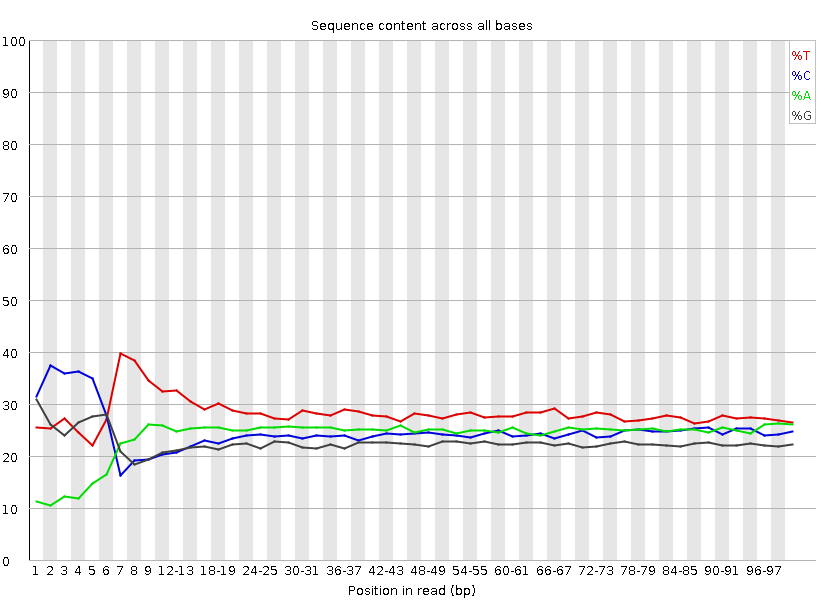 Sequence content across all bases
100
90
80
70
60
50
40
30
20
10
0
%T
%C
%A
%G
1 2 3 4 5 6 7 8 9 12-13 18-19 24-25 30-31 36-37 42-43 48-49 54-55 60-61 66-67 72-73 78-79 84-85 90-91 96-97
Position in read (bp)